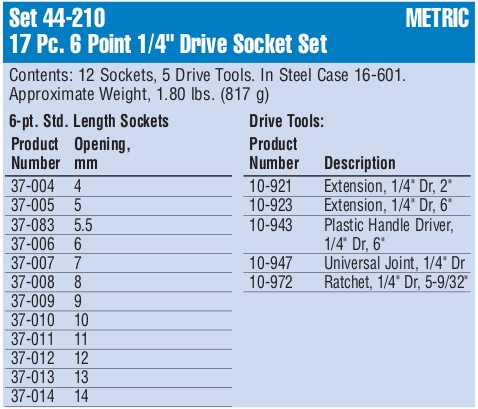 Set 44-210 METRIC
17 Pc. 6 Point 1/4" Drive Socket Set
Contents: 12 Sockets, 5 Drive Tools. In Steel Case 16-601.
Approximate Weight, 1.80 lbs. (817 g)
6-pt. Std. Length Sockets
Product Opening,
Number mm
37-004 4
37-005 5
37-083 5.5
37-006 6
37-007 7
37-008 8
37-009 9
37-010 10
37-011 11
37-012 12
37-013 13
37-014 14
Drive Tools:
Product
Number Description
10-921 Extension, 1/4" Dr, 2"
10-923 Extension, 1/4" Dr, 6"
10-943 Plastic Handle Driver,
1/4" Dr, 6"
10-947 Universal Joint, 1/4" Dr
10-972 Ratchet, 1/4" Dr, 5-9/32"